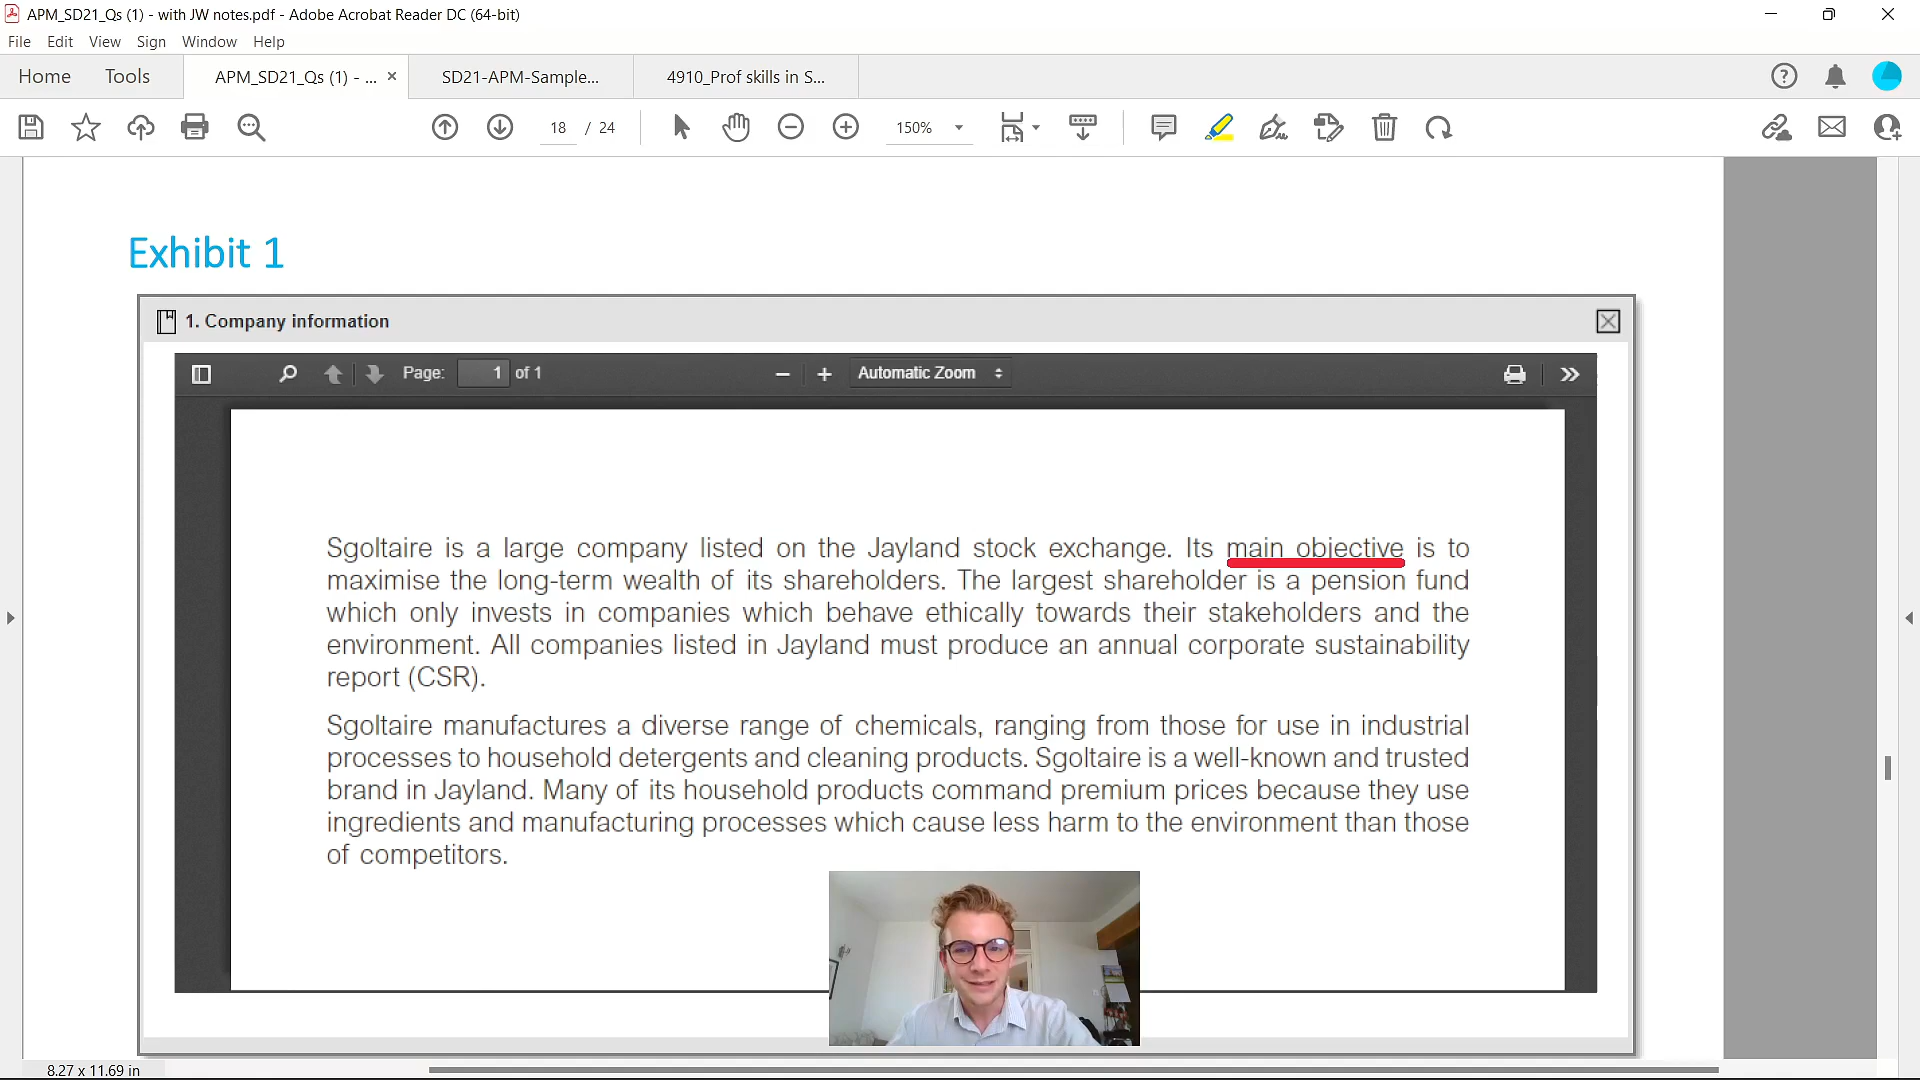 APM_SD21_Qs (1) - with JW notes.pdf - Adobe Acrobat Reader DC (64-bit)
File Edit View Sign Window Help
Home Tools APM_SD21_Qs (1) - ... × SD21-APM-Sample... 4910_Prof skills in S...
18 / 24 150%
Exhibit 1
1. Company information
Page: 1 of 1 Automatic Zoom
Sgoltaire is a large company listed on the Jayland stock exchange. Its main objective is to
maximise the long-term wealth of its shareholders. The largest shareholder is a pension fund
which only invests in companies which behave ethically towards their stakeholders and the
environment. All companies listed in Jayland must produce an annual corporate sustainability
report (CSR).
Sgoltaire manufactures a diverse range of chemicals, ranging from those for use in industrial
processes to household detergents and cleaning products. Sgoltaire is a well-known and trusted
brand in Jayland. Many of its household products command premium prices because they use
ingredients and manufacturing processes which cause less harm to the environment than those
of competitors.
8.27 x 11.69 in